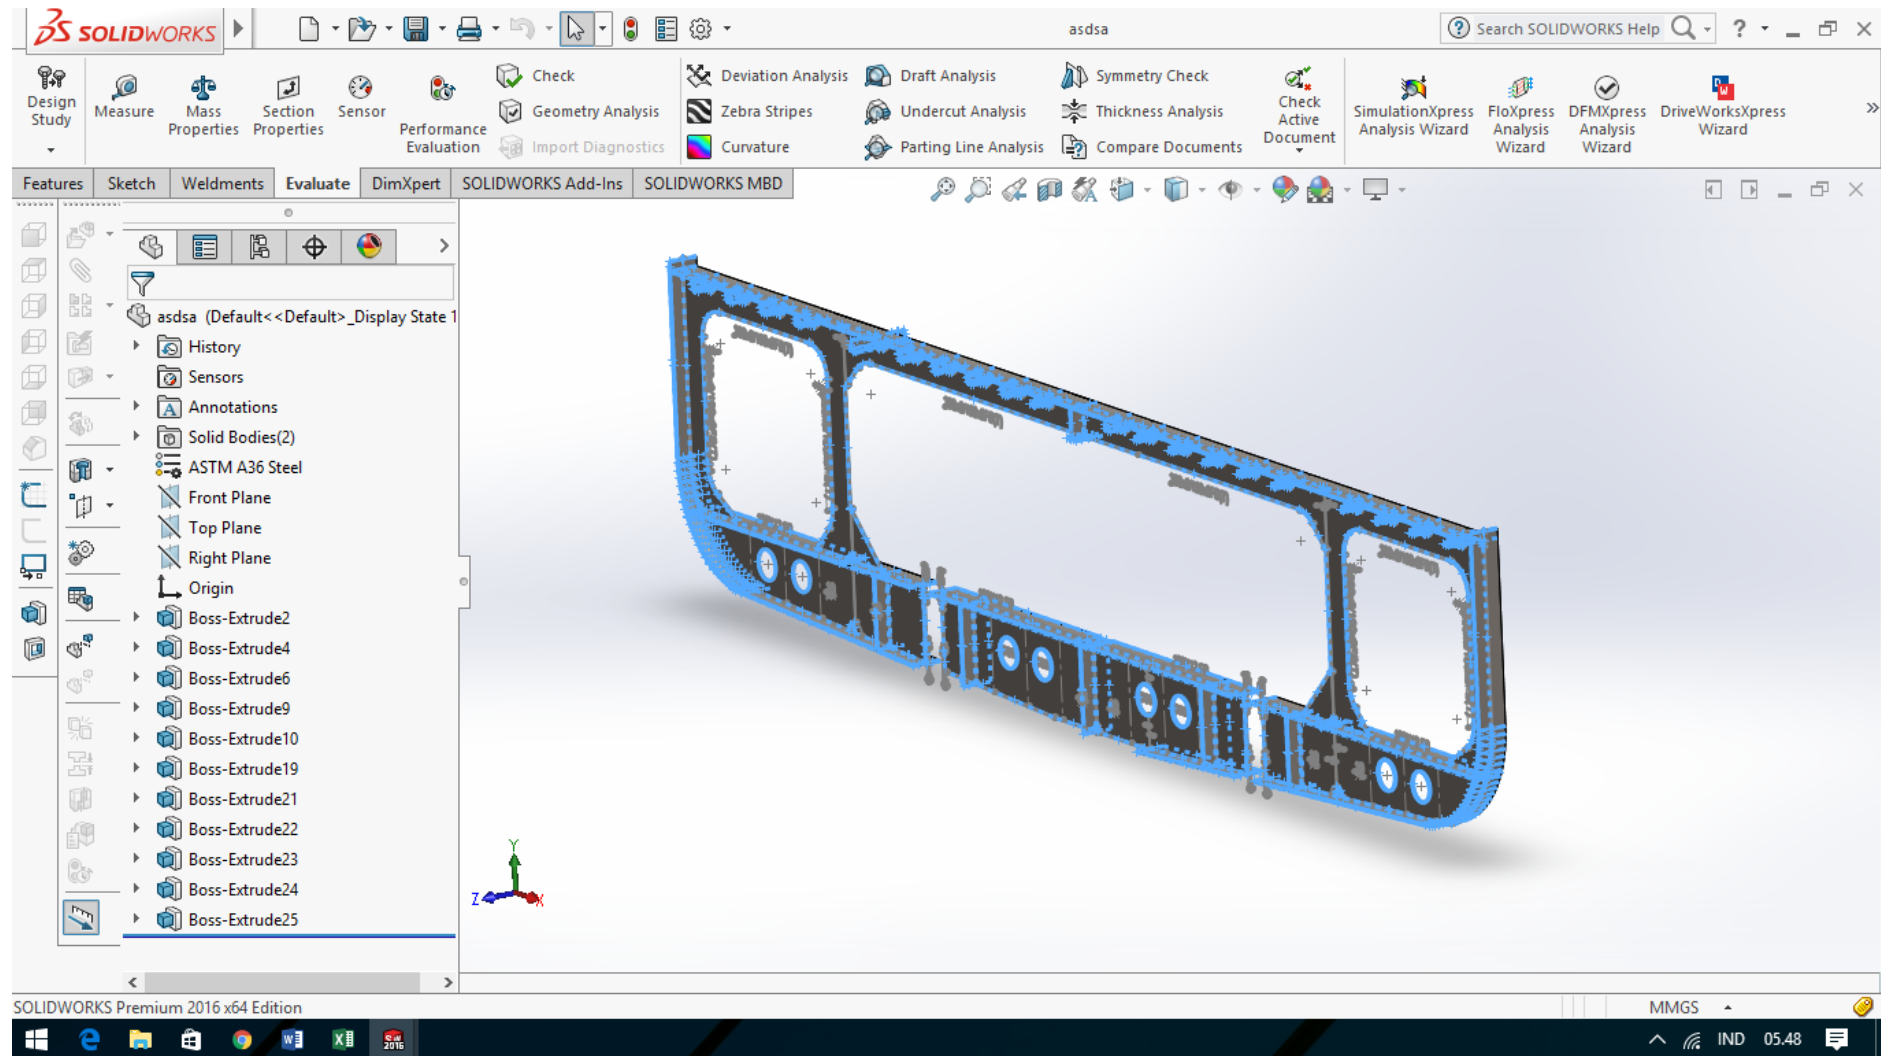 SOLIDWORKS
asdsa
Search SOLIDWORKS Help
?
Design Study
Measure
Mass Properties
Section Properties
Sensor
Performance Evaluation
Check
Geometry Analysis
Import Diagnostics
Deviation Analysis
Zebra Stripes
Curvature
Draft Analysis
Undercut Analysis
Parting Line Analysis
Symmetry Check
Thickness Analysis
Compare Documents
Check Active Document
SimulationXpress Analysis Wizard
FloXpress Analysis Wizard
DFMXpress Analysis Wizard
DriveWorksXpress Wizard
Features
Sketch
Weldments
Evaluate
DimXpert
SOLIDWORKS Add-Ins
SOLIDWORKS MBD
asdsa (Default<<Default>_Display State 1
History
Sensors
Annotations
Solid Bodies(2)
ASTM A36 Steel
Front Plane
Top Plane
Right Plane
Origin
Boss-Extrude2
Boss-Extrude4
Boss-Extrude6
Boss-Extrude9
Boss-Extrude10
Boss-Extrude19
Boss-Extrude21
Boss-Extrude22
Boss-Extrude23
Boss-Extrude24
Boss-Extrude25
Y
Z
X
SOLIDWORKS Premium 2016 x64 Edition
MMGS
SW 2016
IND
05.48